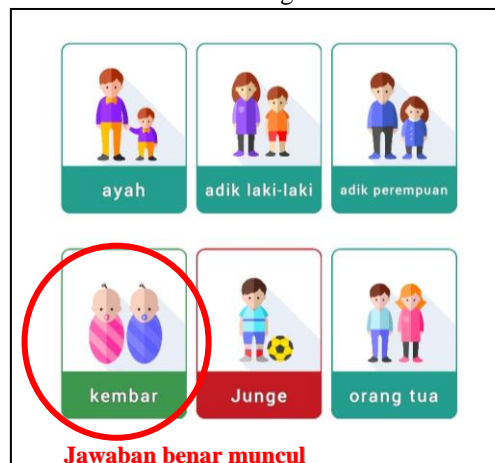 ayah
adik laki-laki
adik perempuan
kembar
Junge
orang tua
Jawaban benar muncul